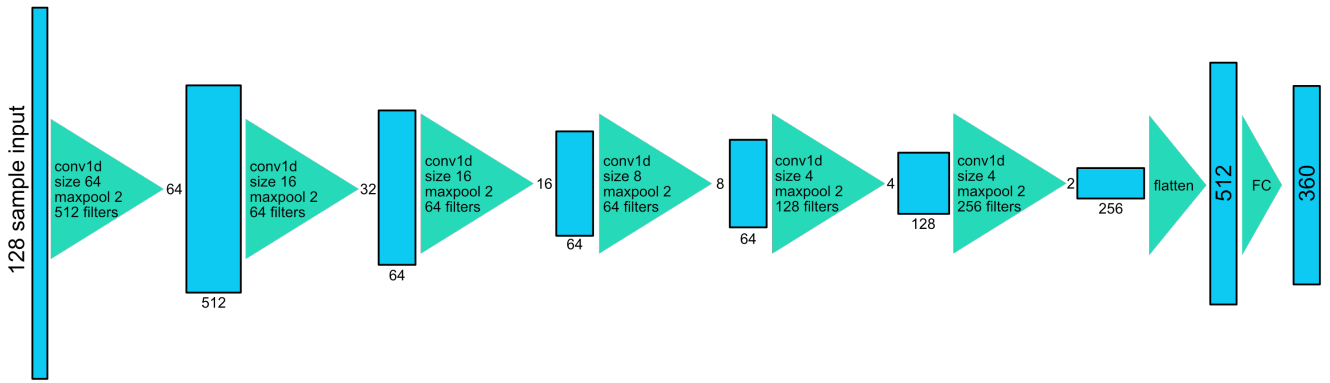 128 sample input
conv1d
size 64
maxpool 2
512 filters
64
512
conv1d
size 16
maxpool 2
64 filters
32
64
conv1d
size 16
maxpool 2
64 filters
16
64
conv1d
size 8
maxpool 2
64 filters
8
64
conv1d
size 4
maxpool 2
128 filters
4
128
conv1d
size 4
maxpool 2
256 filters
2
256
flatten
512
FC
360